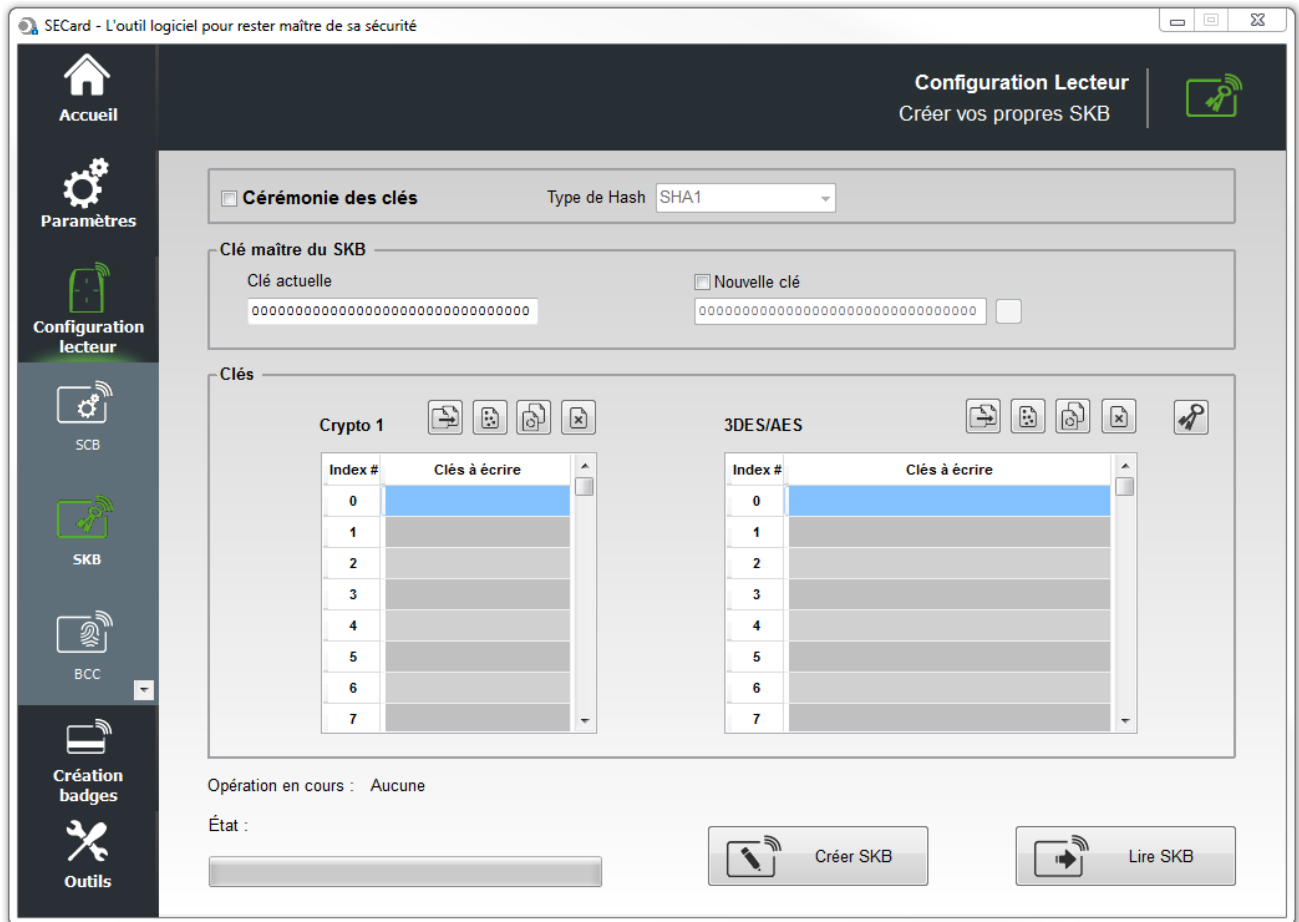 SECard - L'outil logiciel pour rester maître de sa sécurité
Accueil
Paramètres
Configuration
lecteur
SCB
SKB
BCC
Création
badges
Outils
Configuration Lecteur
Créer vos propres SKB
Cérémonie des clés
Type de Hash
SHA1
Clé maître du SKB
Clé actuelle
Nouvelle clé
00000000000000000000000000000000
00000000000000000000000000000000
Clés
Crypto 1
3DES/AES
Index # Clés à écrire
0
1
2
3
4
5
6
7
Index # Clés à écrire
0
1
2
3
4
5
6
7
Opération en cours : Aucune
État :
Créer SKB
Lire SKB